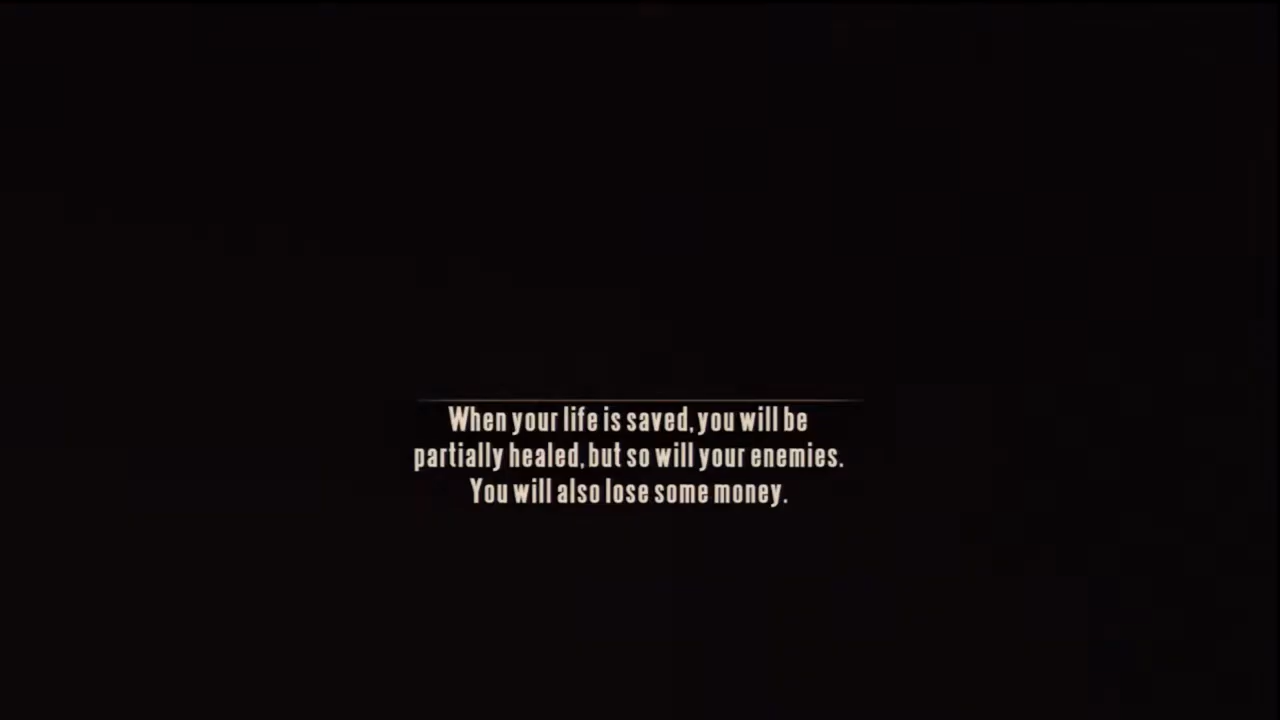 When your life is saved, you will be
partially healed, but so will your enemies.
You will also lose some money.